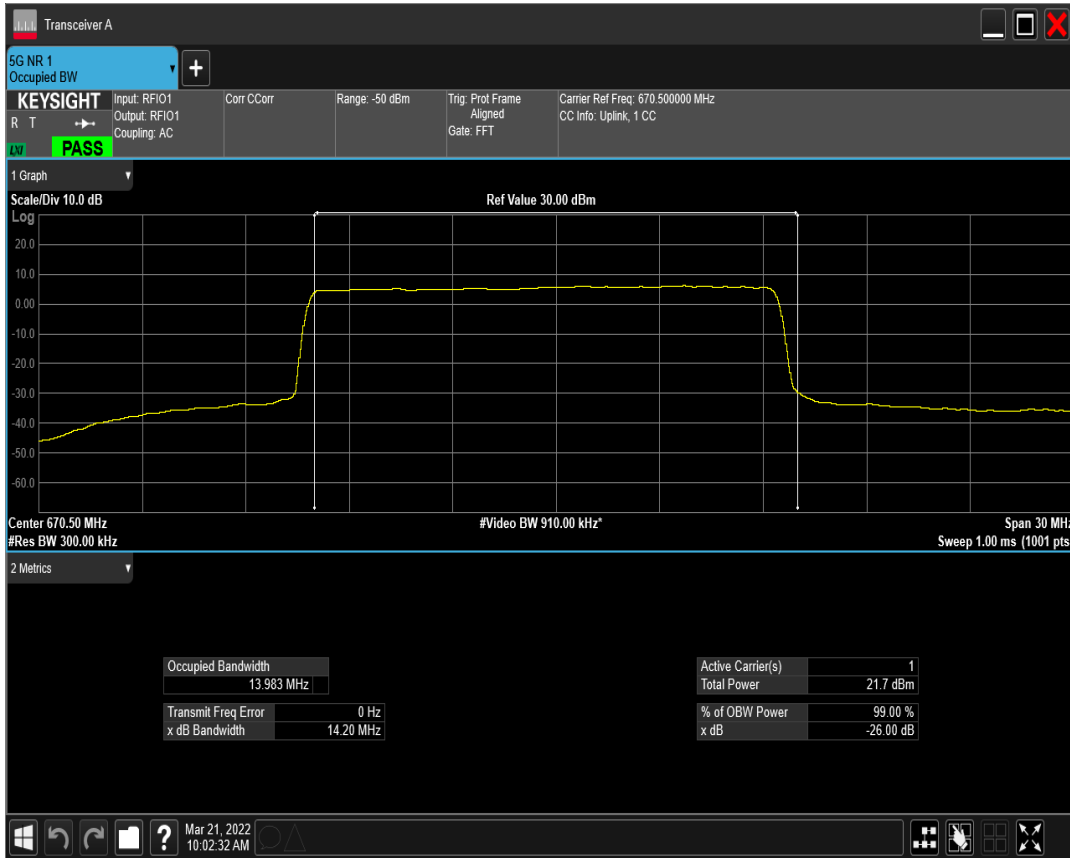 Transceiver A
5G NR 1
Occupied BW
+
KEYSIGHT
R T
LXI
PASS
Input: RFIO1
Output: RFIO1
Coupling: AC
Corr CCorr
Range: -50 dBm
Trig: Prot Frame
Aligned
Gate: FFT
Carrier Ref Freq: 670.500000 MHz
CC Info: Uplink, 1 CC
1 Graph
Scale/Div 10.0 dB
Ref Value 30.00 dBm
Log
20.0
10.0
0.00
-10.0
-20.0
-30.0
-40.0
-50.0
-60.0
Center 670.50 MHz
#Video BW 910.00 kHz*
Span 30 MHz
#Res BW 300.00 kHz
Sweep 1.00 ms (1001 pts
2 Metrics
Occupied Bandwidth
13.983 MHz
Transmit Freq Error 0 Hz
x dB Bandwidth 14.20 MHz
Active Carrier(s) 1
Total Power 21.7 dBm
% of OBW Power 99.00 %
x dB -26.00 dB
?
Mar 21, 2022
10:02:32 AM